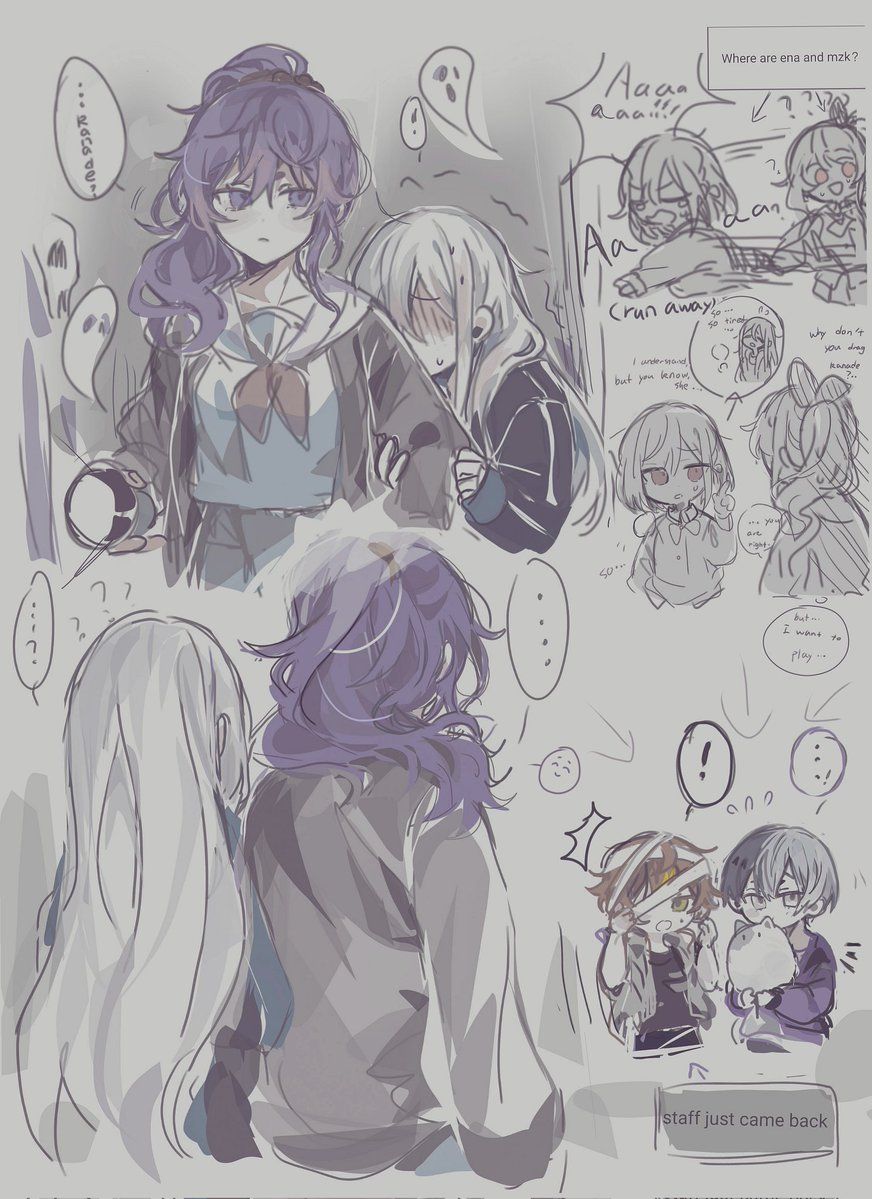 ...Kanade?
!
Where are ena and mzk?
Aaaa
aaa!!!!
????
?
Aa
aan
(run away)
so...
so tired
...
I understand,
but you know,
she...
why don't
you drag
kanade
?..
so...
...you
are
right..
but...
I want to
play...
....?
???
....
!
...
staff just came back